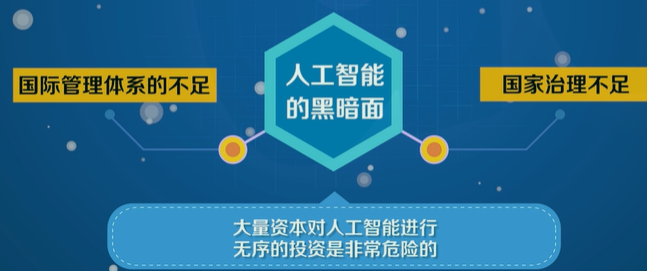 国际管理体系的不足
人工智能
的黑暗面
国家治理不足
大量资本对人工智能进行
无序的投资是非常危险的